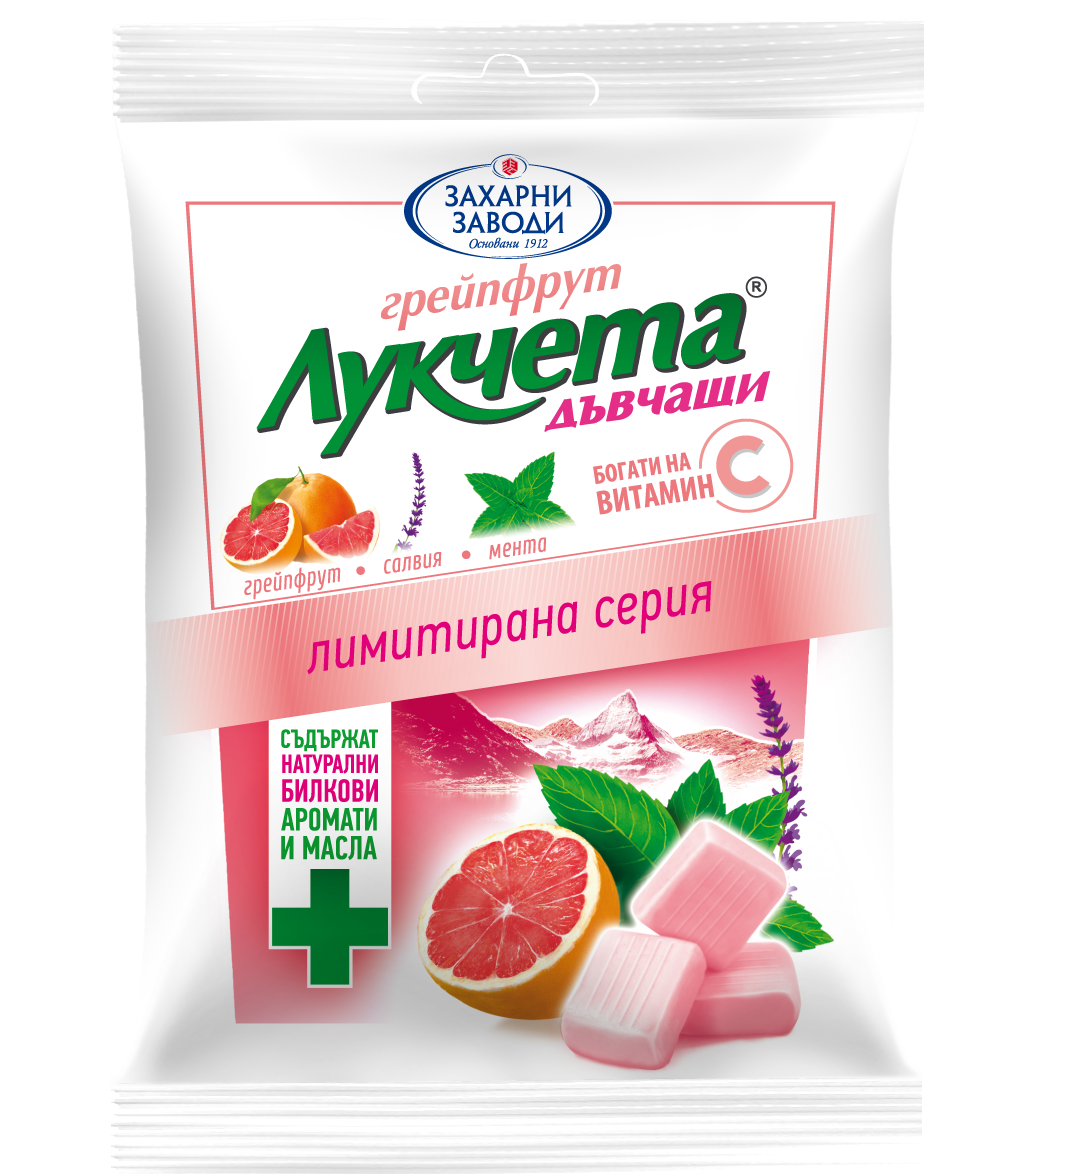 ЗАХАРНИ
ЗАВОДИ
Основани 1912
грейпфрут
Лукчета®
дъвчащи
БОГАТИ НА
ВИТАМИН C
грейпфрут • салвия • мента
лимитирана серия
СЪДЪРЖАТ
НАТУРАЛНИ
БИЛКОВИ
АРОМАТИ
И МАСЛА